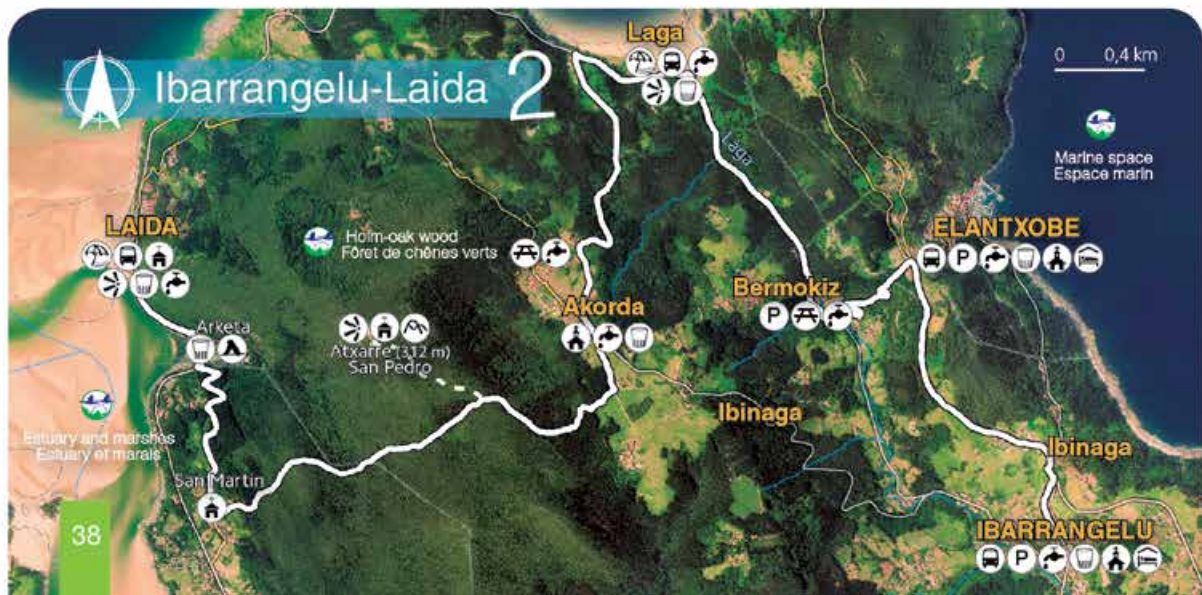 Ibarrangelu-Laida 2
Laga
0 0,4 km
Marine space
Espace marin
Laga
LAIDA
Holm-oak wood
Fôret de chênes verts
ELANTXOBE
P
Bermokiz
P
Akorda
Arketa
Atxarre (312 m)
San Pedro
Ibinaga
Estuary and marshes
Estuary et marais
Ibinaga
San Martin
38
IBARRANGELU
P